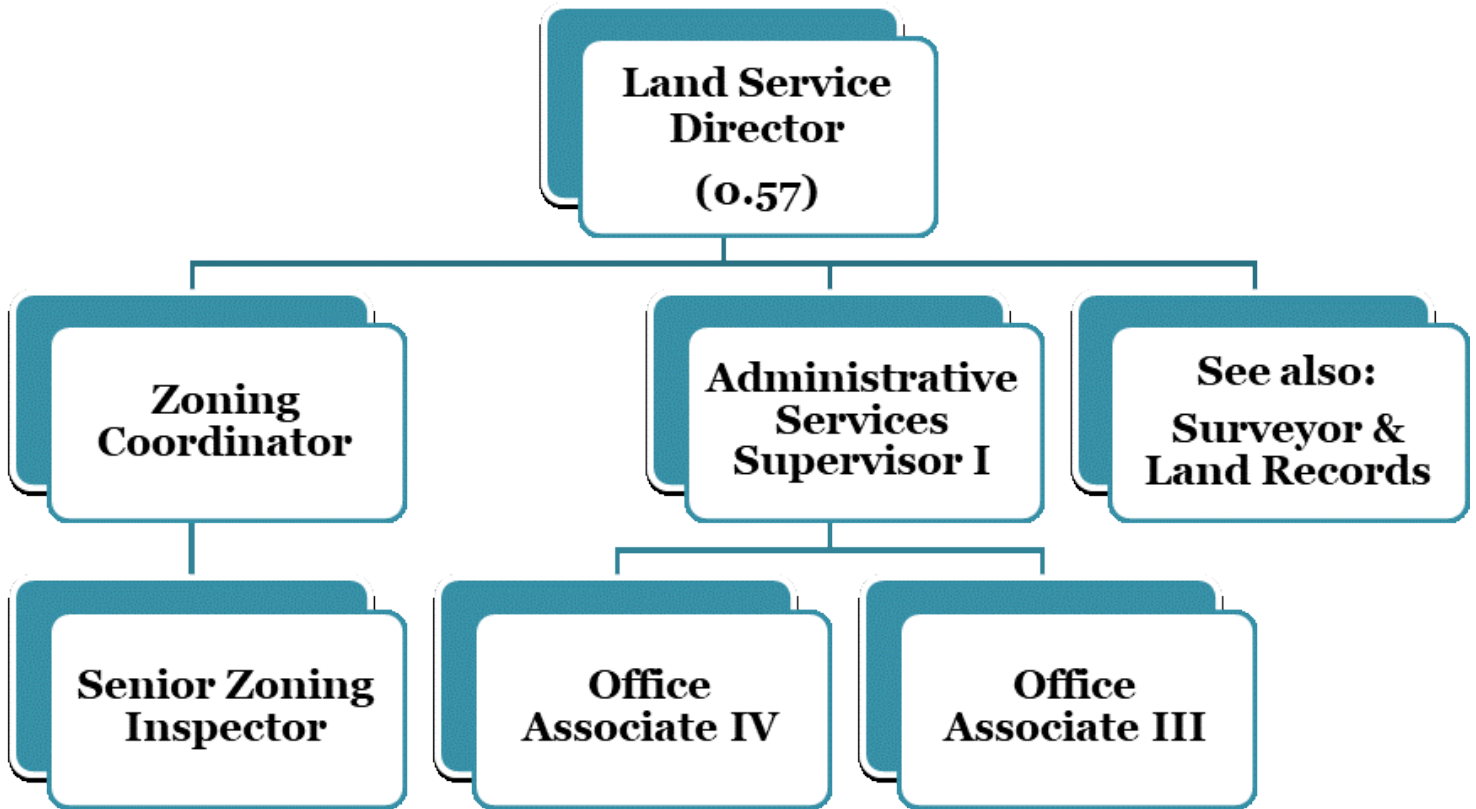 Land Service
Director
(0.57)
Zoning
Coordinator
Administrative
Services
Supervisor I
See also:
Surveyor &
Land Records
Senior Zoning
Inspector
Office
Associate IV
Office
Associate III